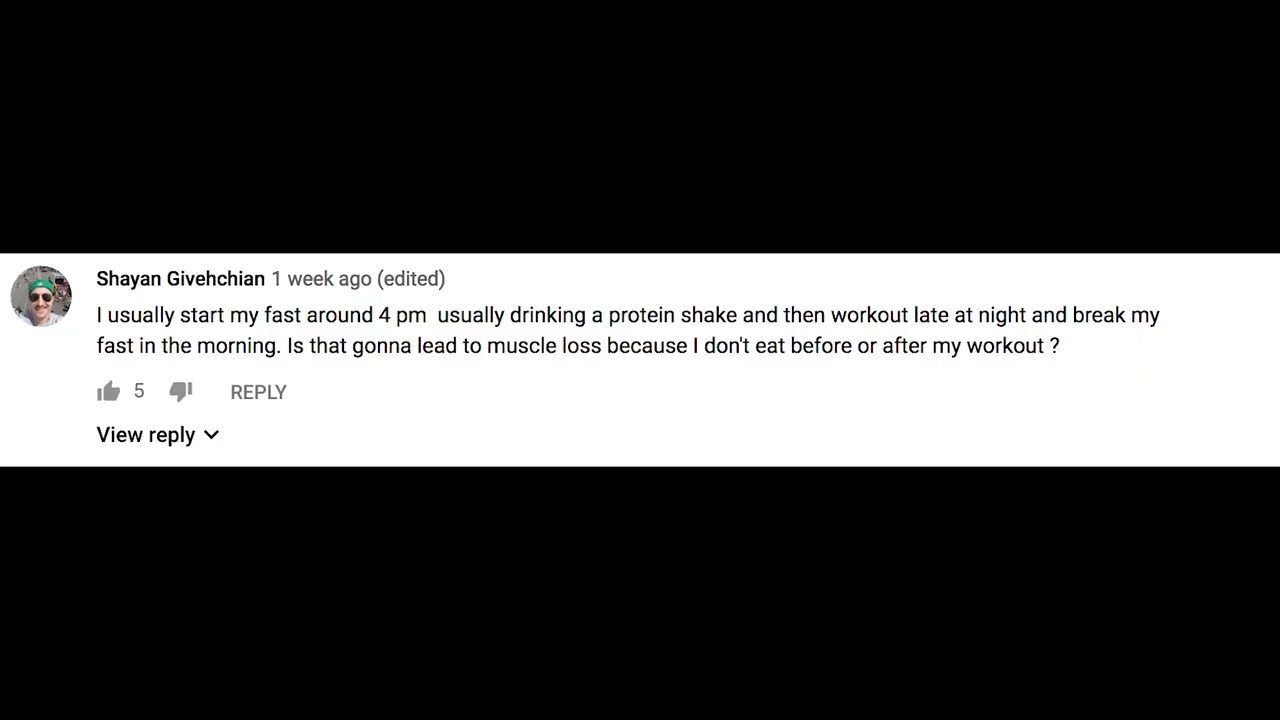 Shayan Givehchian 1 week ago (edited)
I usually start my fast around 4 pm  usually drinking a protein shake and then workout late at night and break my
fast in the morning. Is that gonna lead to muscle loss because I don't eat before or after my workout ?
5 REPLY
View reply